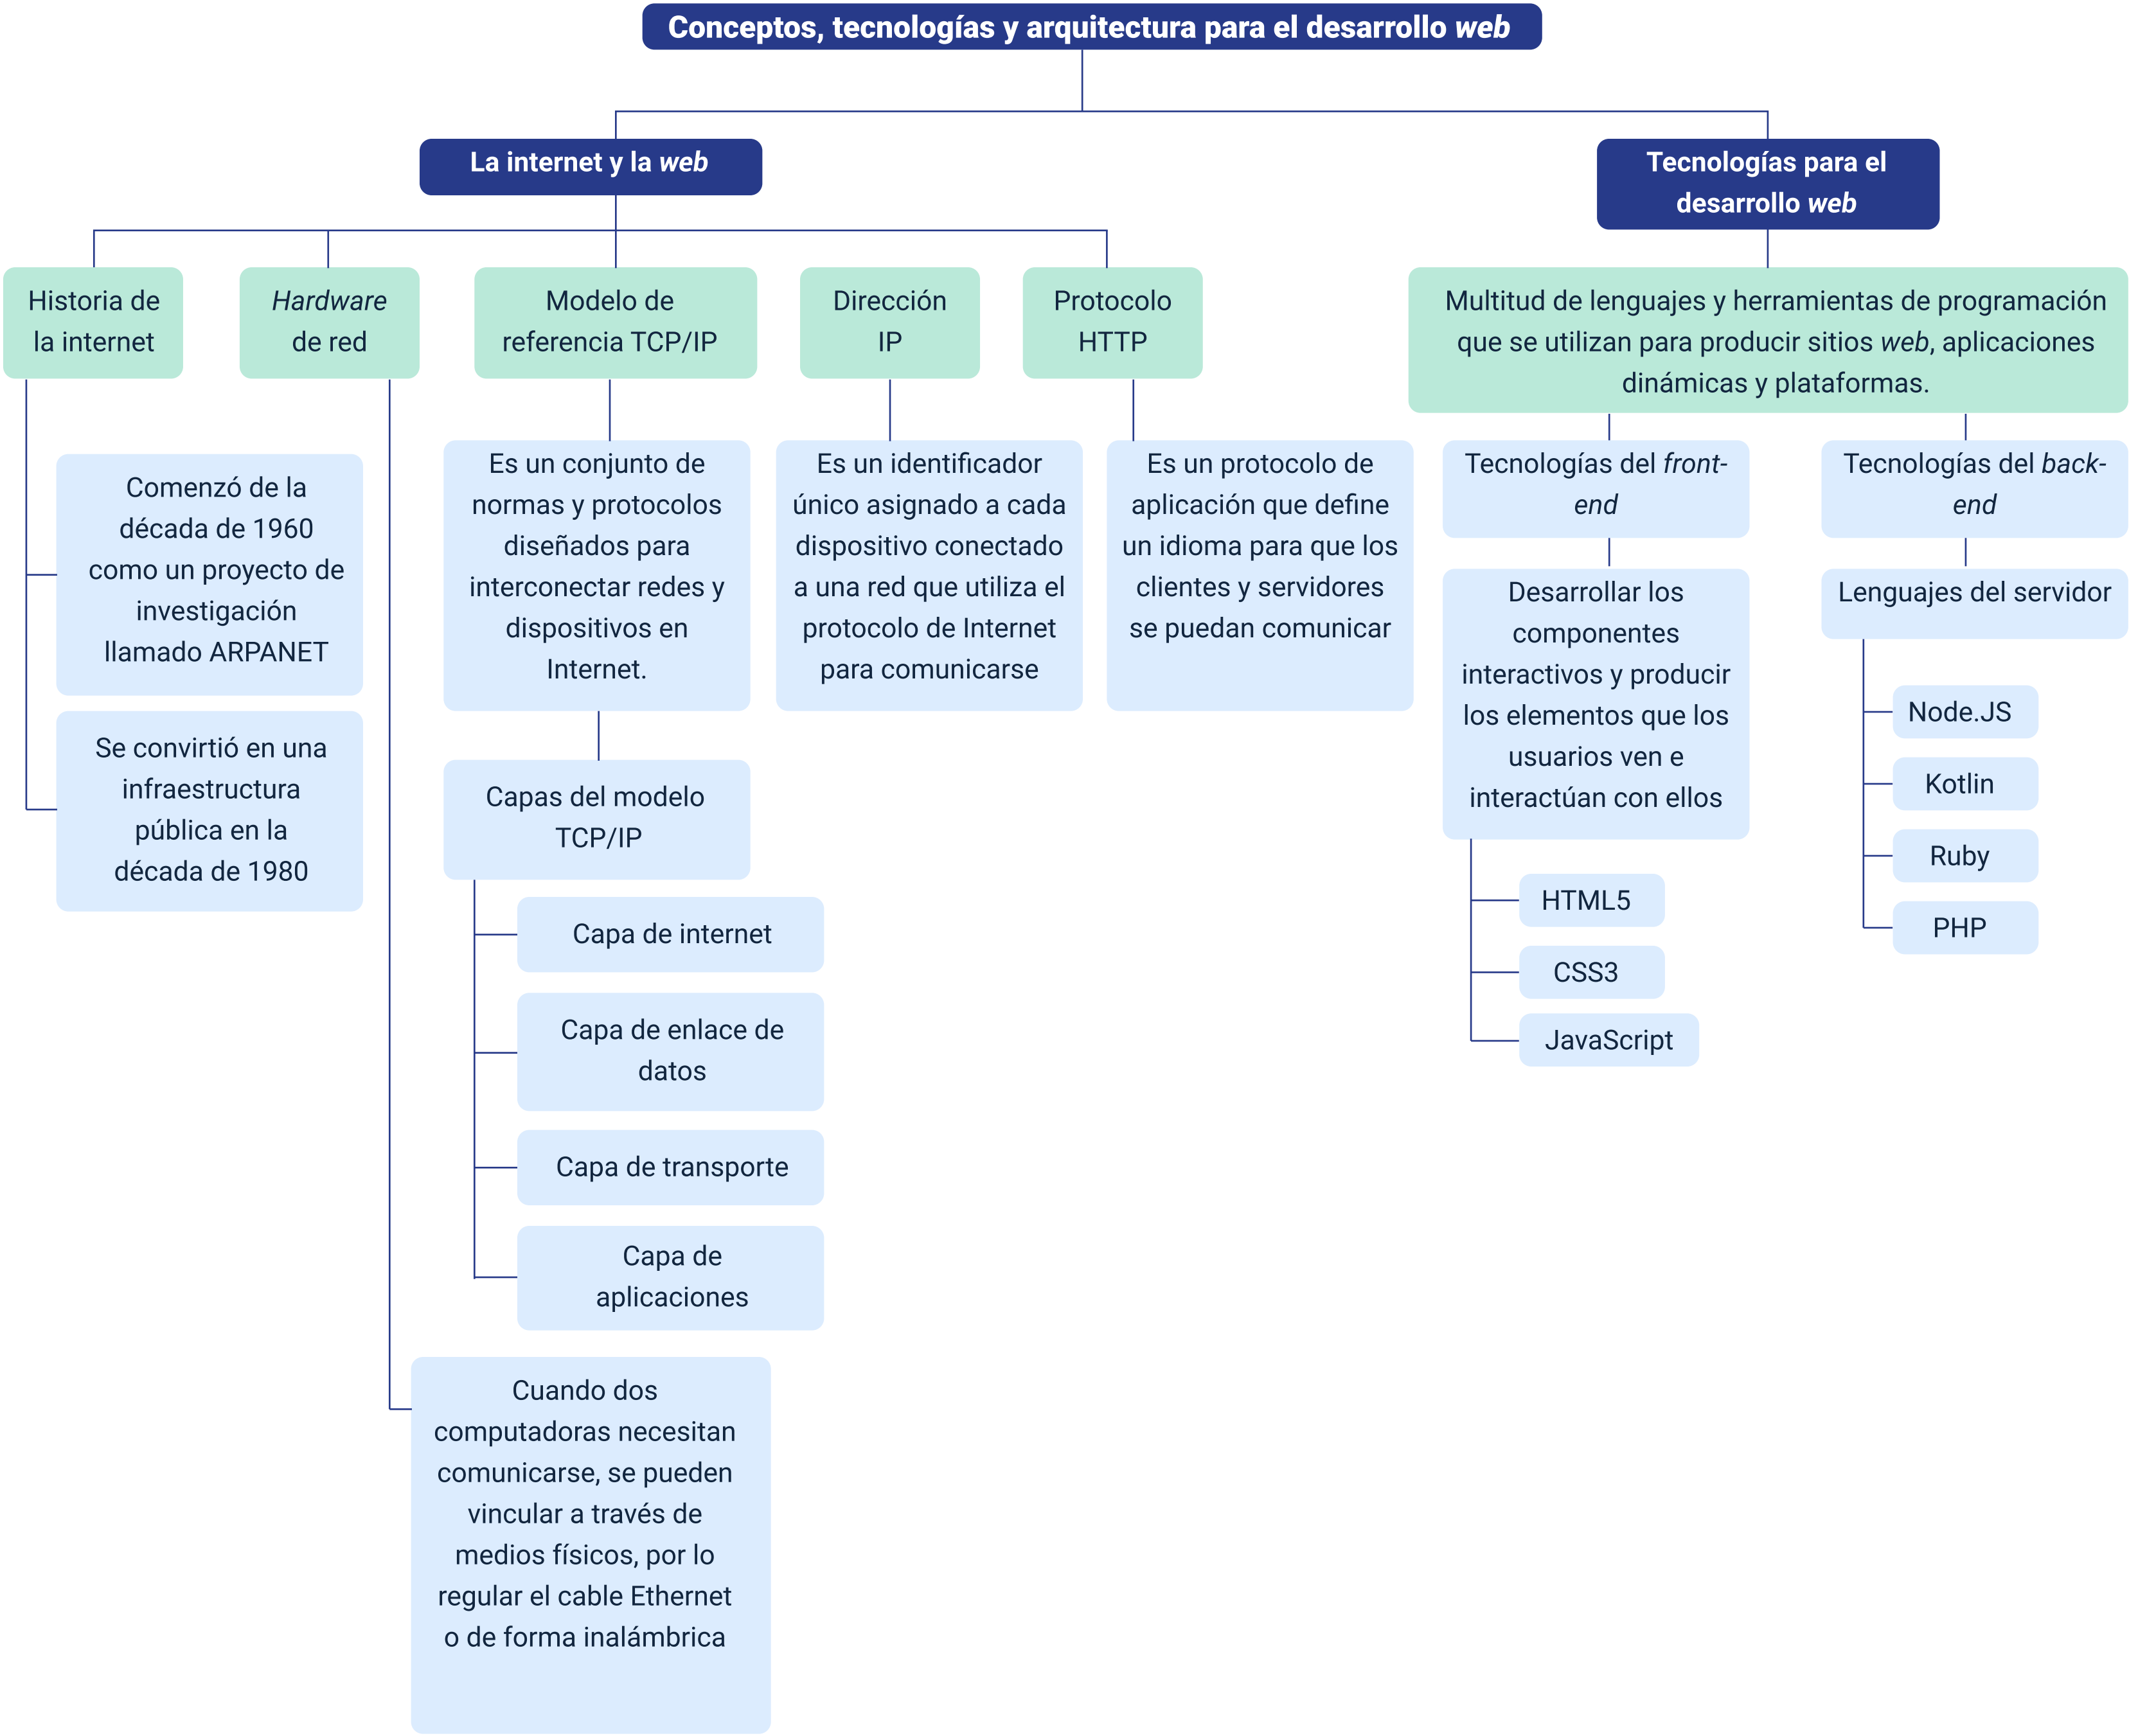 Conceptos, tecnologías y arquitectura para el desarrollo web
La internet y la web
Tecnologías para el
desarrollo web
Historia de
la internet
Hardware
de red
Modelo de
referencia TCP/IP
Dirección
IP
Protocolo
HTTP
Multitud de lenguajes y herramientas de programación
que se utilizan para producir sitios web, aplicaciones
dinámicas y plataformas.
Comenzó de la
década de 1960
como un proyecto de
investigación
llamado ARPANET
Se convirtió en una
infraestructura
pública en la
década de 1980
Es un conjunto de
normas y protocolos
diseñados para
interconectar redes y
dispositivos en
Internet.
Capas del modelo
TCP/IP
Capa de internet
Capa de enlace de
datos
Capa de transporte
Capa de
aplicaciones
Cuando dos
computadoras necesitan
comunicarse, se pueden
vincular a través de
medios físicos, por lo
regular el cable Ethernet
o de forma inalámbrica
Es un identificador
único asignado a cada
dispositivo conectado
a una red que utiliza el
protocolo de Internet
para comunicarse
Es un protocolo de
aplicación que define
un idioma para que los
clientes y servidores
se puedan comunicar
Tecnologías del front-
end
Desarrollar los
componentes
interactivos y producir
los elementos que los
usuarios ven e
interactúan con ellos
HTML5
CSS3
JavaScript
Tecnologías del back-
end
Lenguajes del servidor
Node.JS
Kotlin
Ruby
PHP